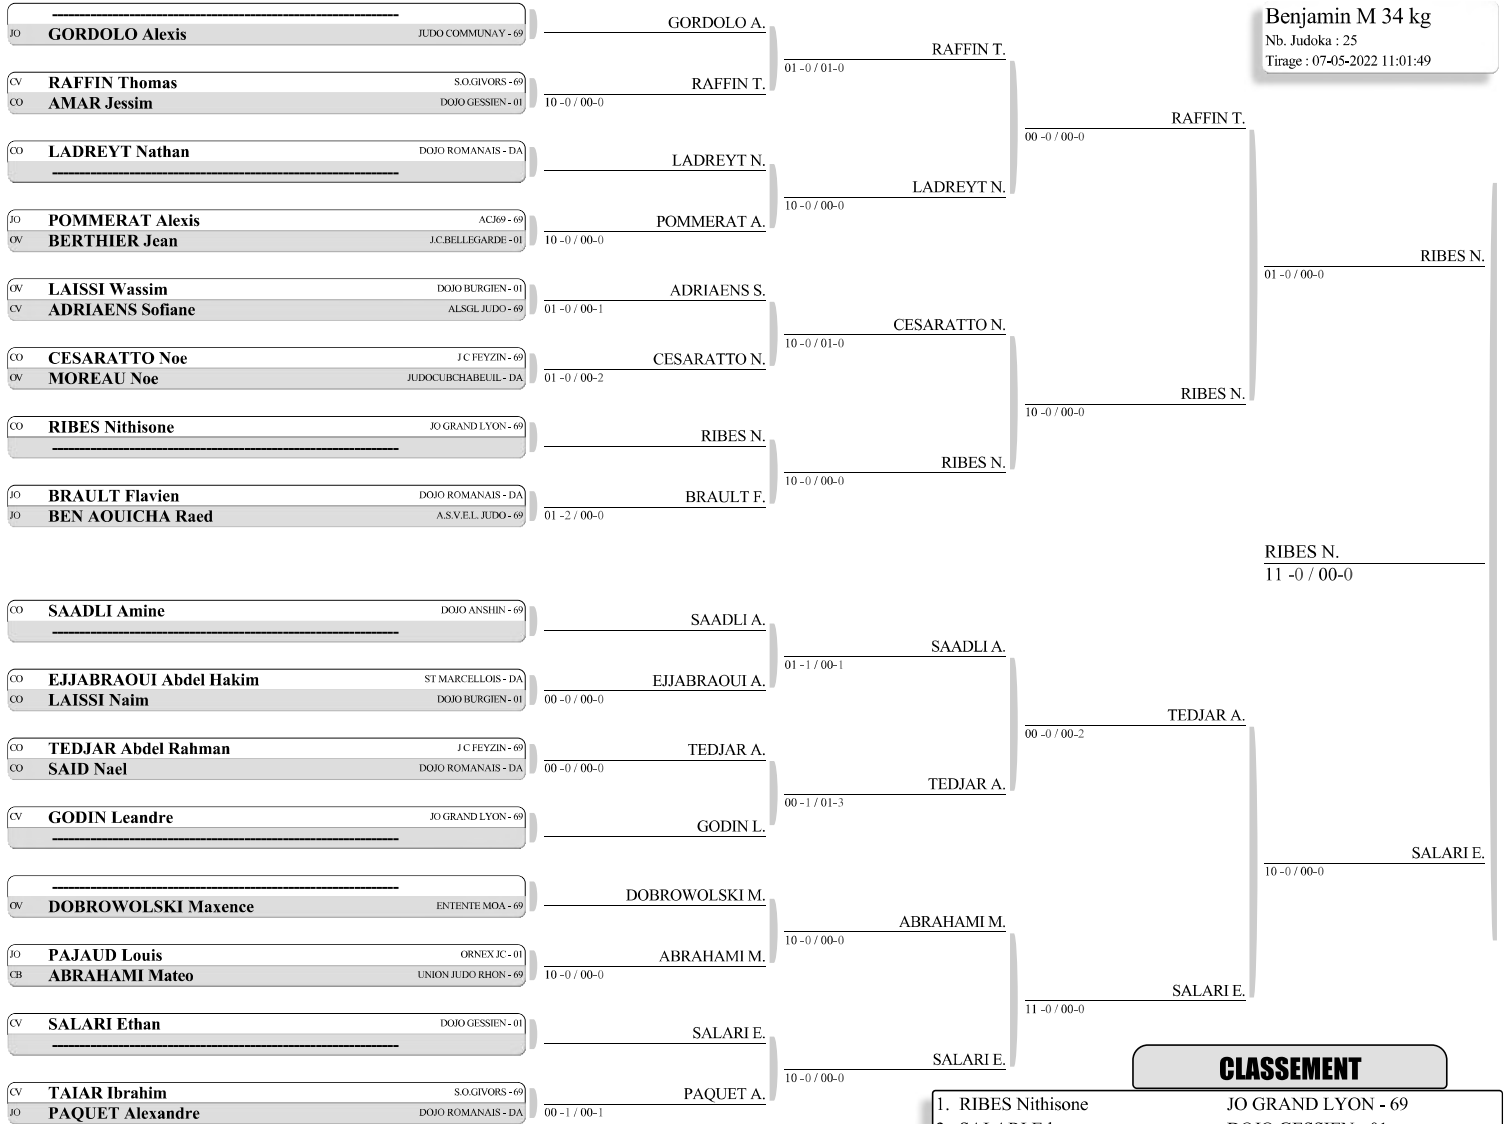 Benjamin M 34 kg
Nb. Judoka : 25
Tirage : 07-05-2022 11:01:49
JO GORDOLO Alexis JUDO COMMUNAY - 69
CV RAFFIN Thomas S.O.GIVORS - 69
CO AMAR Jessim DOJO GESSIEN - 01
CO LADREYT Nathan DOJO ROMANAIS - DA
JO POMMERAT Alexis ACJ69 - 69
OV BERTHIER Jean J.C.BELLEGARDE - 01
OV LAISSI Wassim DOJO BURGIEN - 01
CV ADRIAENS Sofiane ALSGL JUDO - 69
CO CESARATTO Noe J C FEYZIN - 69
OV MOREAU Noe JUDOCUBCHABEUIL - DA
CO RIBES Nithisone JO GRAND LYON - 69
JO BRAULT Flavien DOJO ROMANAIS - DA
JO BEN AOUICHA Raed A.S.V.E.L. JUDO - 69
CO SAADLI Amine DOJO ANSHIN - 69
CO EJJABRAOUI Abdel Hakim ST MARCELLOIS - DA
CO LAISSI Naim DOJO BURGIEN - 01
CO TEDJAR Abdel Rahman J C FEYZIN - 69
CO SAID Nael DOJO ROMANAIS - DA
CV GODIN Leandre JO GRAND LYON - 69
OV DOBROWOLSKI Maxence ENTENTE MOA - 69
JO PAJAUD Louis ORNEX JC - 01
CB ABRAHAMI Mateo UNION JUDO RHON - 69
CV SALARI Ethan DOJO GESSIEN - 01
CV TAIAR Ibrahim S.O.GIVORS - 69
JO PAQUET Alexandre DOJO ROMANAIS - DA
GORDOLO A.
RAFFIN T.
10 -0 / 00-0
LADREYT N.
POMMERAT A.
10 -0 / 00-0
ADRIAENS S.
01 -0 / 00-1
CESARATTO N.
01 -0 / 00-2
RIBES N.
BRAULT F.
01 -2 / 00-0
SAADLI A.
EJJABRAOUI A.
00 -0 / 00-0
TEDJAR A.
00 -0 / 00-0
GODIN L.
DOBROWOLSKI M.
ABRAHAMI M.
10 -0 / 00-0
SALARI E.
PAQUET A.
00 -1 / 00-1
RAFFIN T.
01 -0 / 01-0
LADREYT N.
10 -0 / 00-0
CESARATTO N.
10 -0 / 01-0
RIBES N.
10 -0 / 00-0
SAADLI A.
01 -1 / 00-1
TEDJAR A.
00 -1 / 01-3
ABRAHAMI M.
10 -0 / 00-0
SALARI E.
10 -0 / 00-0
RAFFIN T.
00 -0 / 00-0
RIBES N.
10 -0 / 00-0
TEDJAR A.
00 -0 / 00-2
SALARI E.
11 -0 / 00-0
RIBES N.
01 -0 / 00-0
SALARI E.
10 -0 / 00-0
RIBES N.
11 -0 / 00-0
CLASSEMENT
1. RIBES Nithisone JO GRAND LYON - 69